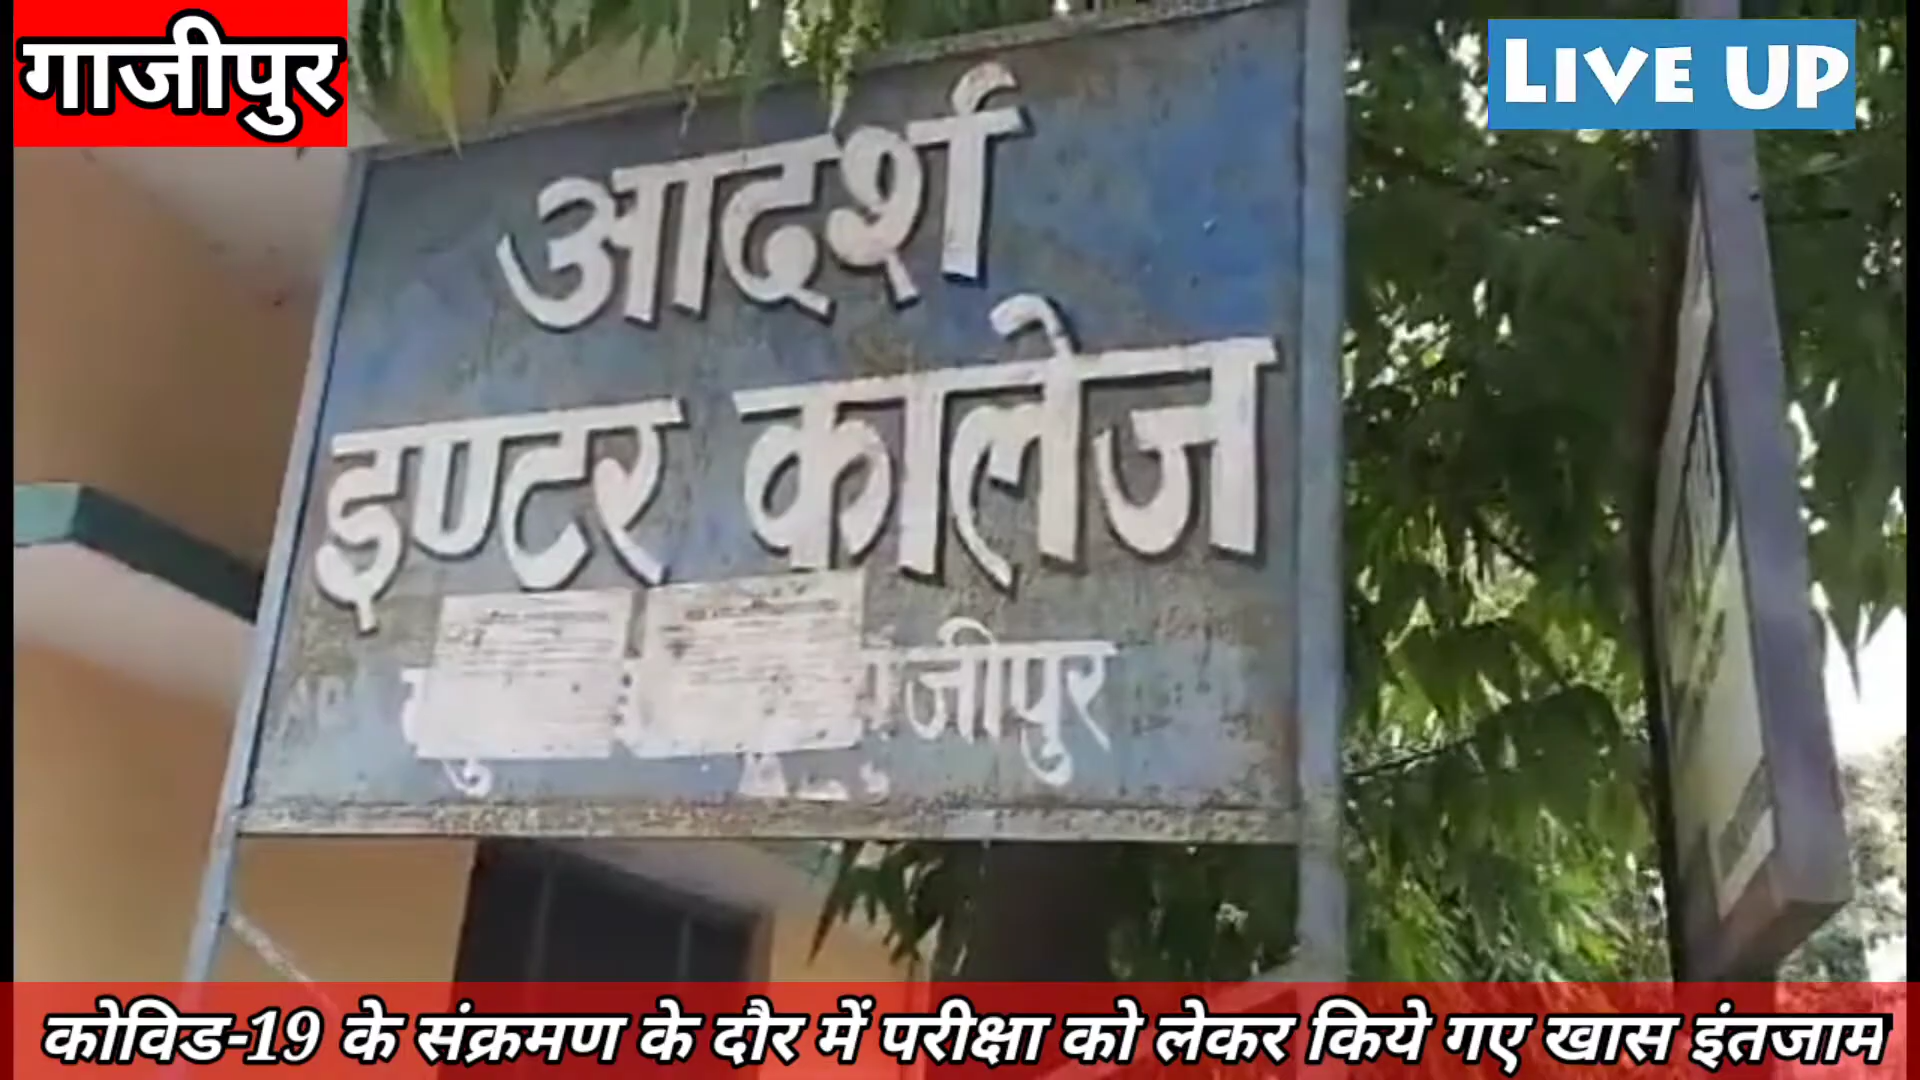 गाजीपुर
LIVE UP
आदर्श
इण्टर कालेज
गाजीपुर
कोविड-19 के संक्रमण के दौर में परीक्षा को लेकर किये गए खास इंतजाम